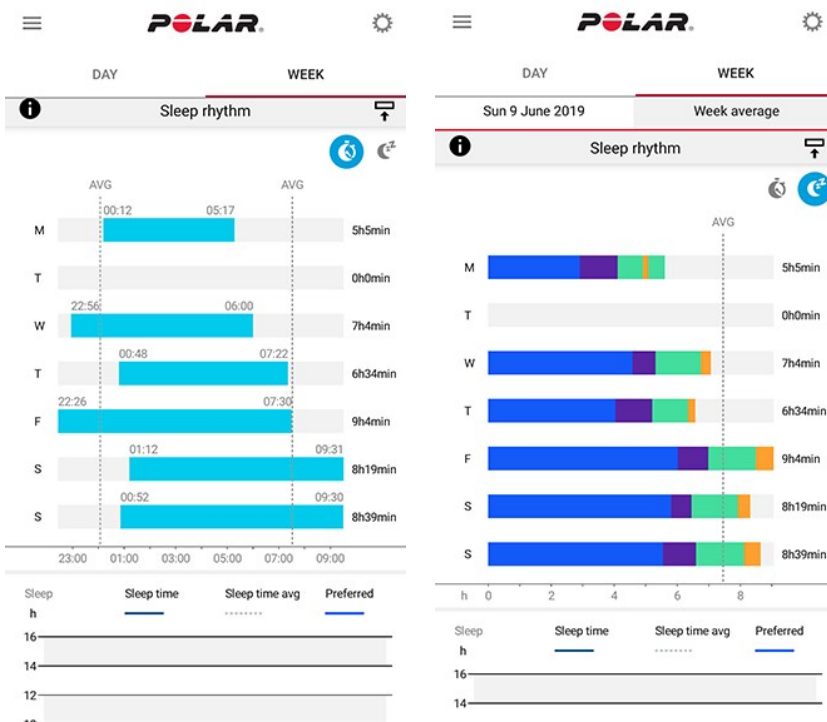 POLAR.
DAY WEEK
Sleep rhythm
AVG AVG
00:12 05:17
M 5h5min
T 0h0min
22:56 06:00
W 7h4min
00:48 07:22
T 6h34min
22:26 07:30
F 9h4min
01:12 09:31
S 8h19min
00:52 09:30
S 8h39min
23:00 01:00 03:00 05:00 07:00 09:00
Sleep Sleep time Sleep time avg Preferred
h
16
14
12
POLAR.
DAY WEEK
Sun 9 June 2019 Week average
Sleep rhythm
AVG
M 5h5min
T 0h0min
W 7h4min
T 6h34min
F 9h4min
S 8h19min
S 8h39min
h 0 2 4 6 8
Sleep Sleep time Sleep time avg Preferred
h
16
14